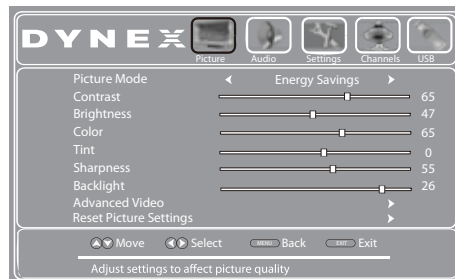 DYNEX
Picture Audio Settings Channels USB
Picture Mode Energy Savings
Contrast 65
Brightness 47
Color 65
Tint 0
Sharpness 55
Backlight 26
Advanced Video
Reset Picture Settings
Move Select MENU Back EXIT Exit
Adjust settings to affect picture quality